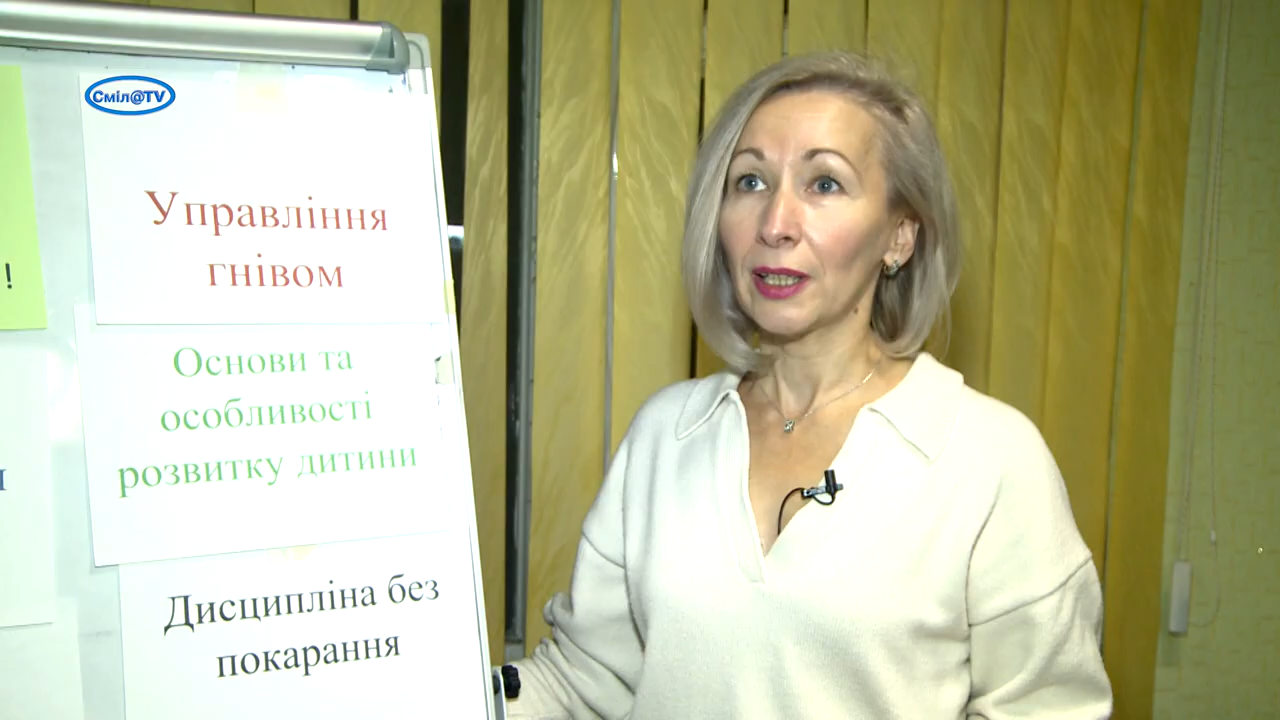 Сміл@TV
Управління
гнівом
!
Основи та
особливості
розвитку дитини
Дисципліна без
покарання